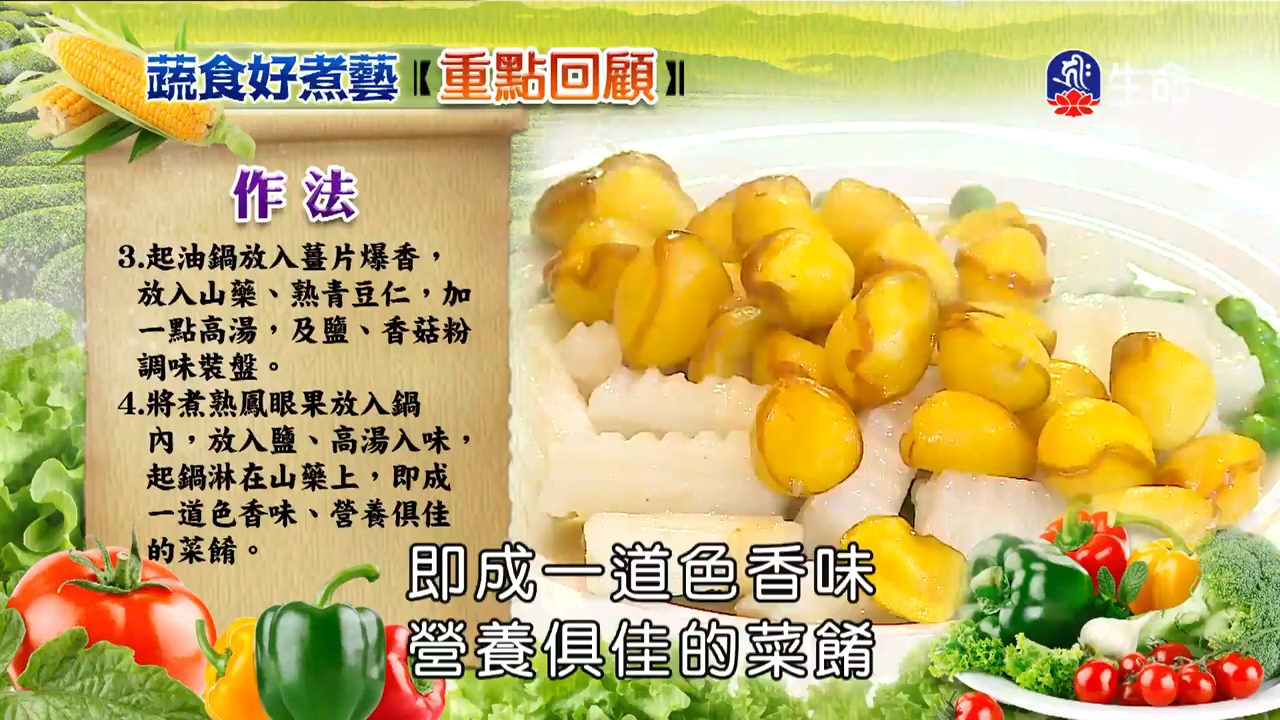 蔬食好煮藝【重點回顧】
生命
作法
3.起油鍋放入薑片爆香，
放入山藥、熟青豆仁，加
一點高湯，及鹽、香菇粉
調味裝盤。
4.將煮熟鳳眼果放入鍋
內，放入鹽、高湯入味，
起鍋淋在山藥上，即成
一道色香味、營養俱佳
的菜餚。
即成一道色香味
營養俱佳的菜餚